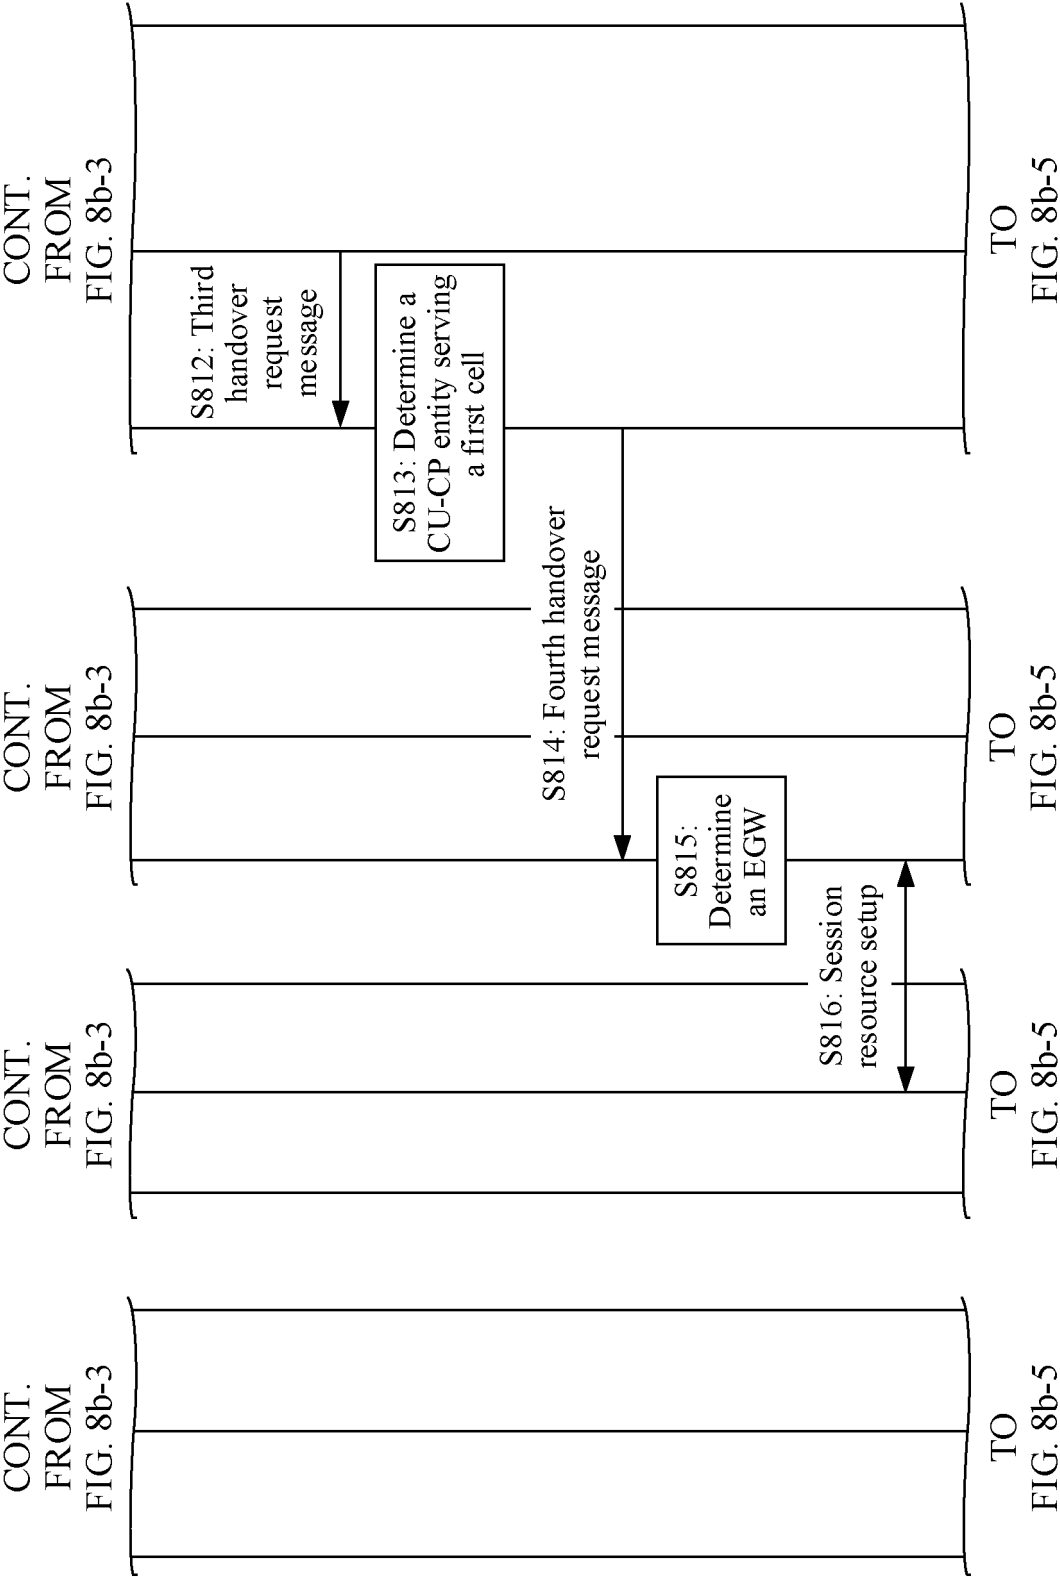 CONT.
FROM
FIG. 8b-3
CONT.
FROM
FIG. 8b-3
CONT.
FROM
FIG. 8b-3
CONT.
FROM
FIG. 8b-3
S812: Third
handover
request
message
S813: Determine a
CU-CP entity serving
a first cell
S814: Fourth handover
request message
S815:
Determine
an EGW
S816: Session
resource setup
TO
FIG. 8b-5
TO
FIG. 8b-5
TO
FIG. 8b-5
TO
FIG. 8b-5